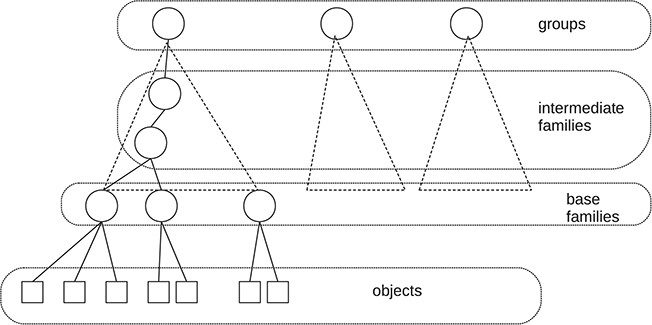 groups
intermediate
families
base
families
objects